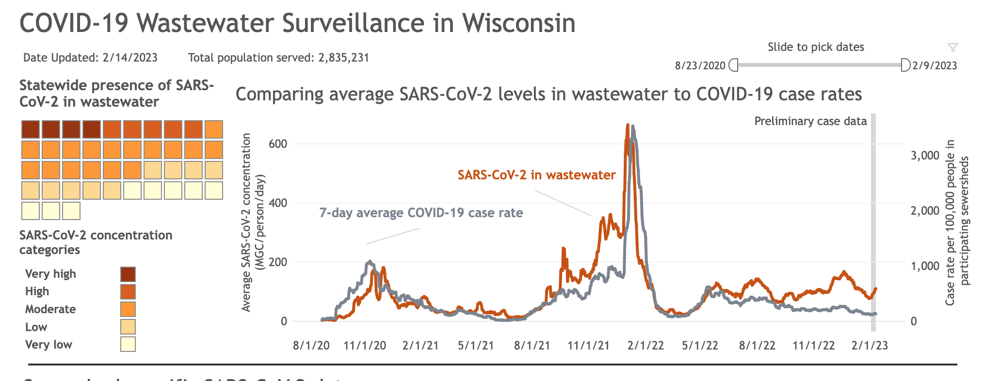 COVID-19 Wastewater Surveillance in Wisconsin
Date Updated: 2/14/2023
Total population served: 2,835,231
Slide to pick dates
8/23/2020
2/9/2023
Statewide presence of SARS-
CoV-2 in wastewater
SARS-CoV-2 concentration
categories
Very high
High
Moderate
Low
Very low
Comparing average SARS-CoV-2 levels in wastewater to COVID-19 case rates
Preliminary case data
Average SARS-CoV-2 concentration
(MGC/person/day)
600
400
200
0
SARS-CoV-2 in wastewater
7-day average COVID-19 case rate
3,000
2,000
1,000
0
Case rate per 100,000 people in
participating sewersheds
8/1/20
11/1/20
2/1/21
5/1/21
8/1/21
11/1/21
2/1/22
5/1/22
8/1/22
11/1/22
2/1/23